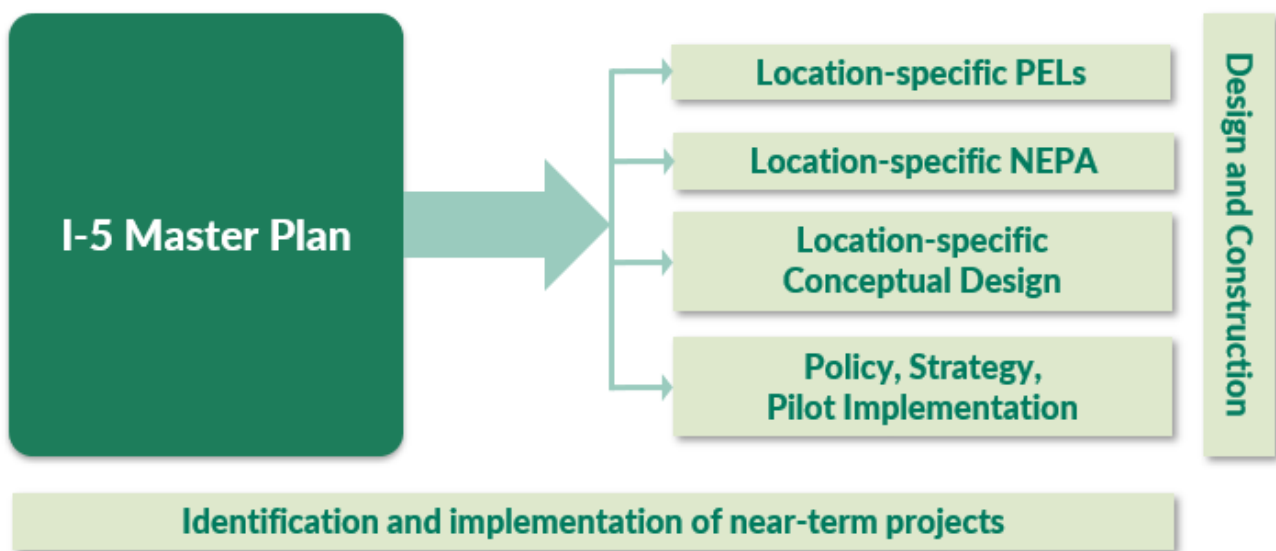 I-5 Master Plan
Location-specific PELs
Location-specific NEPA
Location-specific
Conceptual Design
Policy, Strategy,
Pilot Implementation
Design and Construction
Identification and implementation of near-term projects